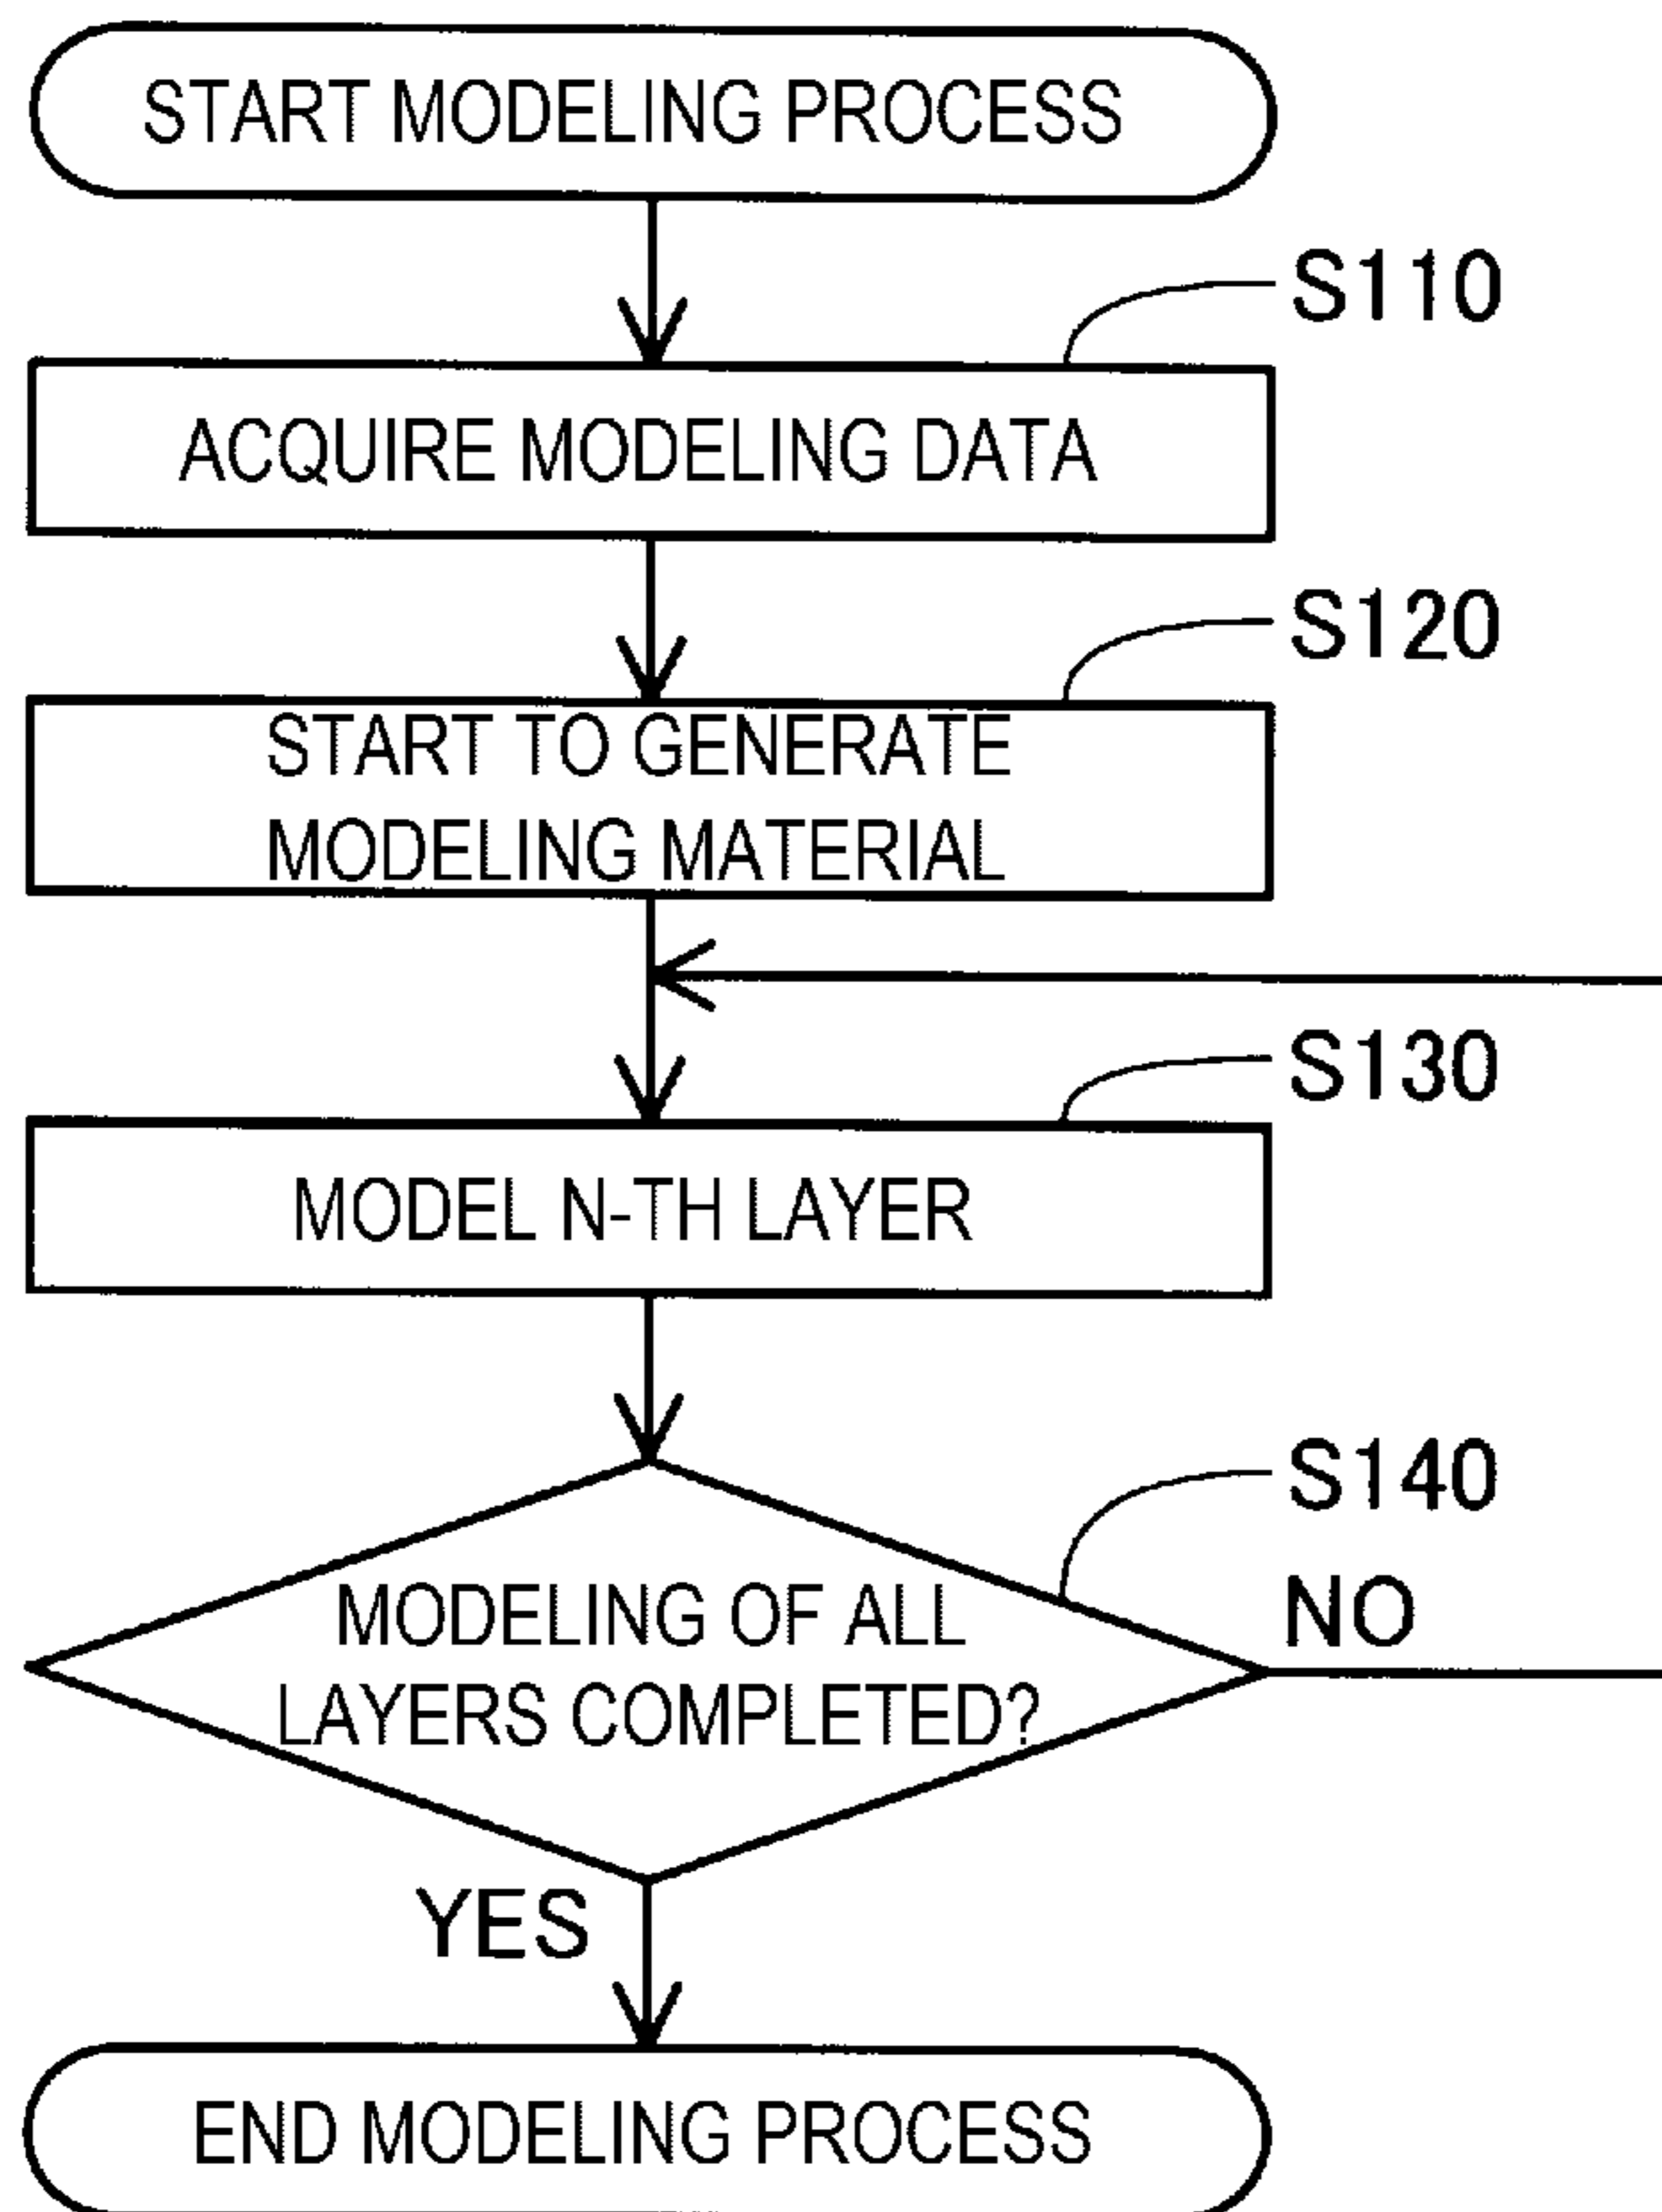 START MODELING PROCESS
S110
ACQUIRE MODELING DATA
S120
START TO GENERATE
MODELING MATERIAL
S130
MODEL N-TH LAYER
S140
MODELING OF ALL
LAYERS COMPLETED?
NO
YES
END MODELING PROCESS